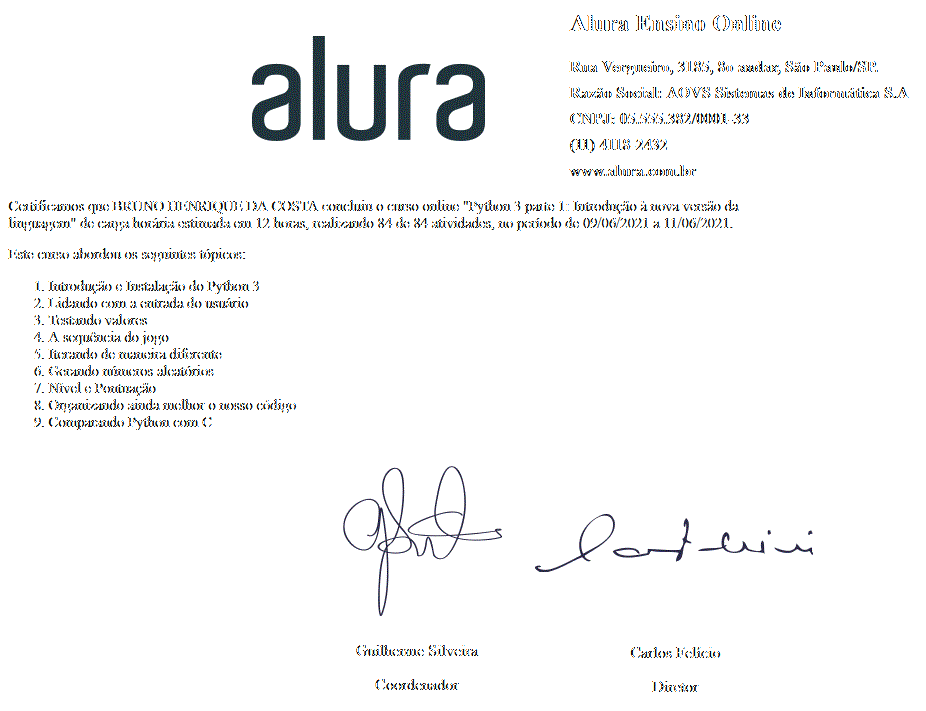 alura
Alura Ensino Online
Rua Vergueiro, 3185, 8o andar, São Paulo/SP.
Razão Social: AOVS Sistemas de Informática S.A
CNPJ: 05.555.382/0001-33
(11) 4118-2432
www.alura.com.br
Certificamos que BRUNO HENRIQUE DA COSTA concluiu o curso online "Python 3 parte 1: Introdução à nova versão da
linguagem" de carga horária estimada em 12 horas, realizando 84 de 84 atividades, no período de 09/06/2021 a 11/06/2021.
Este curso abordou os seguintes tópicos:
1. Introdução e Instalação do Python 3
2. Lidando com a entrada do usuário
3. Testando valores
4. A sequência do jogo
5. Iterando de maneira diferente
6. Gerando números aleatórios
7. Nível e Pontuação
8. Organizando ainda melhor o nosso código
9. Comparando Python com C
Guilherme Silveira
Carlos Felício
Coordenador
Diretor